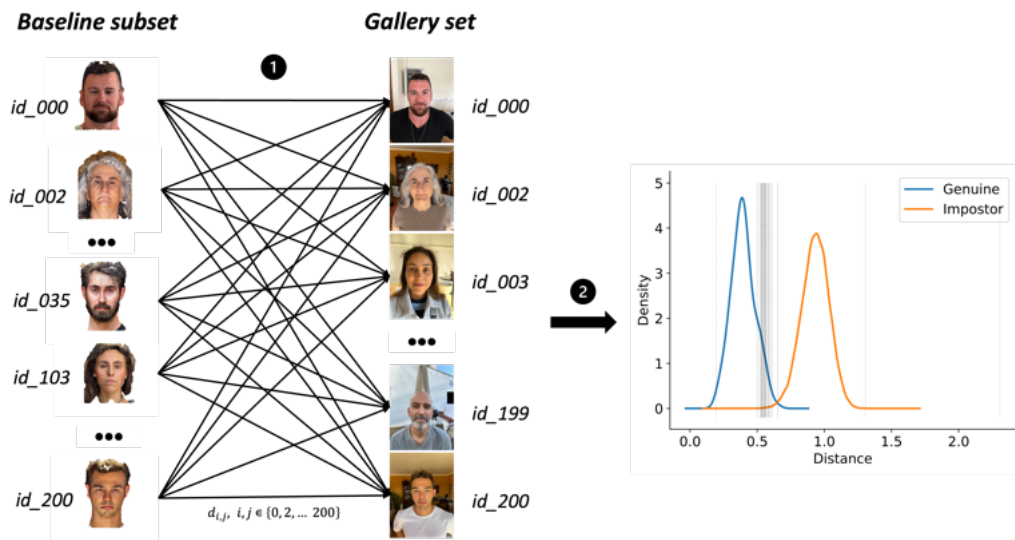 Baseline subset
Gallery set
1
id_000
id_002
•••
id_035
id_103
•••
id_200
id_000
id_002
id_003
•••
id_199
id_200
d_{i,j}, i,j ∈ {0,2, … 200}
2
Genuine
Impostor
Density
5
4
3
2
1
0
0.0 0.5 1.0 1.5 2.0
Distance